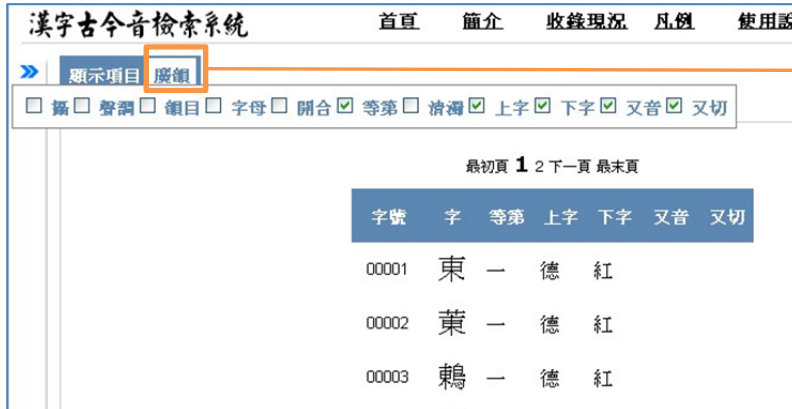 漢字古今音檢索系統
首頁 簡介 收錄現況 凡例 使用說
» 顯示項目 廣韻
攝 聲調 韻目 字母 開合 等第 清濁 上字 下字 又音 又切
最初頁 1 2 下一頁 最末頁
字號 字 等第 上字 下字 又音 又切
00001 東 一 德 紅
00002 菄 一 德 紅
00003 鶇 一 德 紅